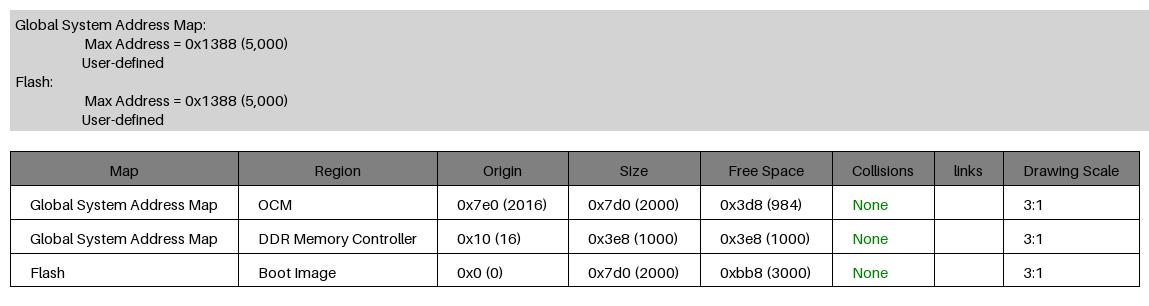 Global System Address Map:
Max Address = 0x1388 (5,000)
User-defined
Flash:
Max Address = 0x1388 (5,000)
User-defined
Map Region Origin Size Free Space Collisions links Drawing Scale
Global System Address Map OCM 0x7e0 (2016) 0x7d0 (2000) 0x3d8 (984) None 3:1
Global System Address Map DDR Memory Controller 0x10 (16) 0x3e8 (1000) 0x3e8 (1000) None 3:1
Flash Boot Image 0x0 (0) 0x7d0 (2000) 0xbb8 (3000) None 3:1